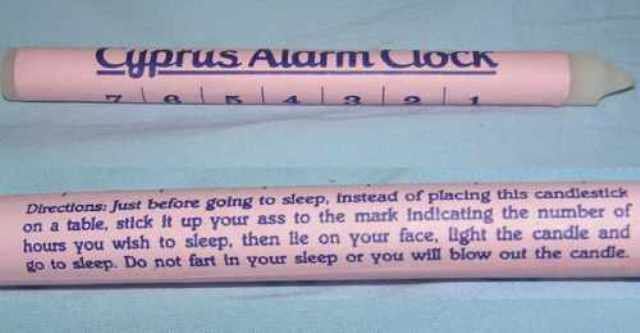 Cyprus Alarm Clock
7 | 6 | 5 | 4 | 3 | 2 | 1
Directions: Just before going to sleep, instead of placing this candlestick
on a table, stick it up your ass to the mark indicating the number of
hours you wish to sleep, then lie on your face, light the candle and
go to sleep. Do not fart in your sleep or you will blow out the candle.